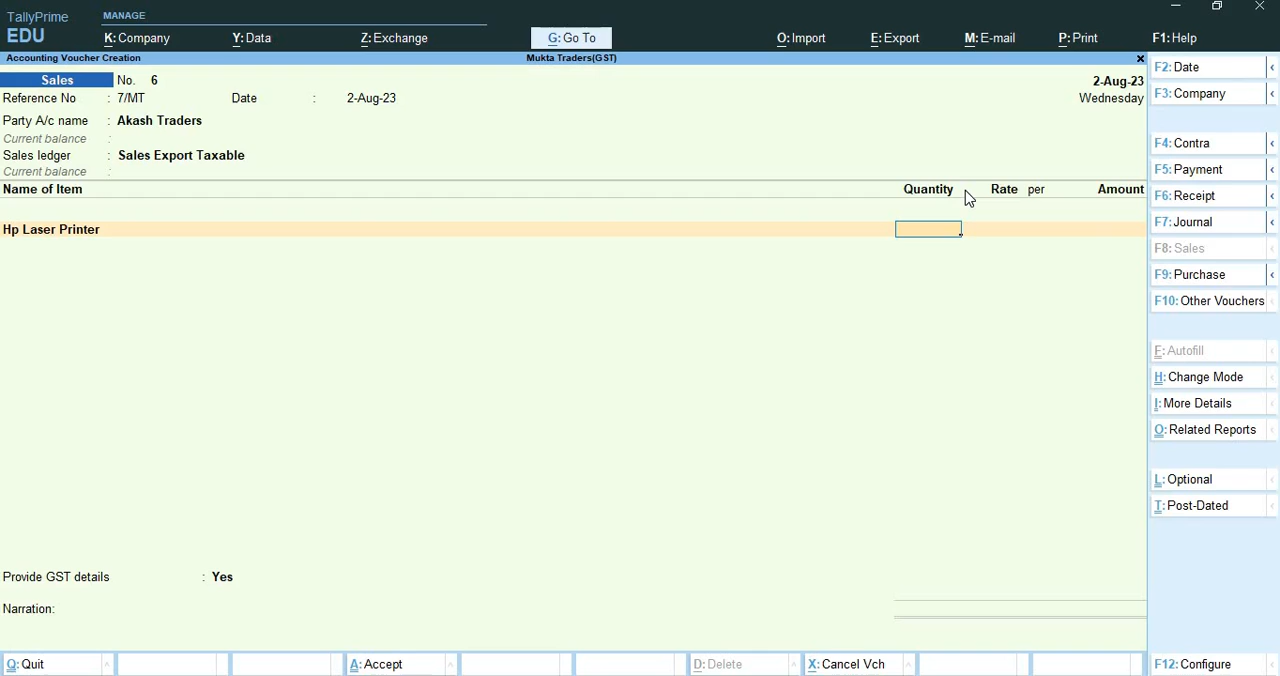 TallyPrime
EDU
MANAGE
K: Company Y: Data Z: Exchange G: Go To O: Import E: Export M: E-mail P: Print F1: Help
Accounting Voucher Creation Mukta Traders(GST)
Sales No. 6 2-Aug-23
Reference No : 7/MT Date : 2-Aug-23 Wednesday
Party A/c name : Akash Traders
Current balance :
Sales ledger : Sales Export Taxable
Current balance :
Name of Item Quantity Rate per Amount
Hp Laser Printer
Provide GST details : Yes
Narration:
Q: Quit A: Accept D: Delete X: Cancel Vch
F2: Date
F3: Company
F4: Contra
F5: Payment
F6: Receipt
F7: Journal
F8: Sales
F9: Purchase
F10: Other Vouchers
F: Autofill
H: Change Mode
I: More Details
O: Related Reports
L: Optional
T: Post-Dated
F12: Configure